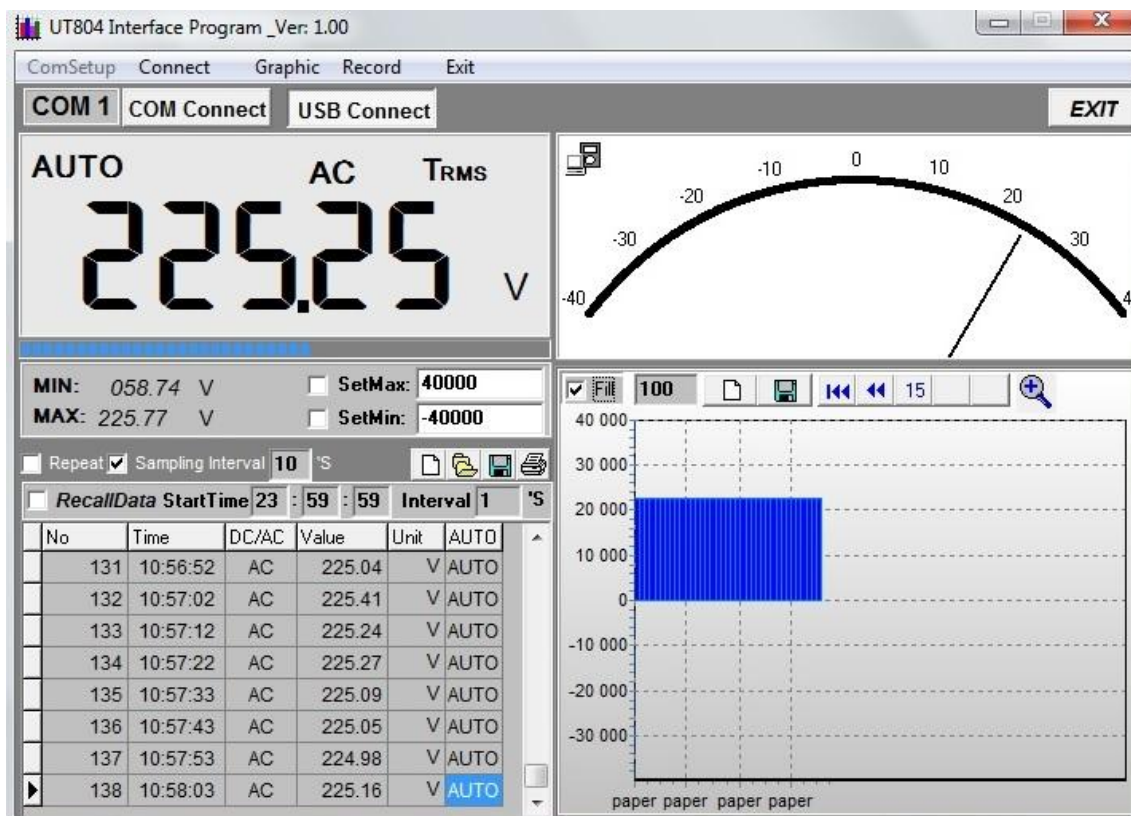 UT804 Interface Program _Ver: 1.00
ComSetup Connect Graphic Record Exit
COM 1 COM Connect USB Connect EXIT
AUTO AC TRMS
225.25 V
-40 -30 -20 -10 0 10 20 30 4
MIN: 058.74 V SetMax: 40000
MAX: 225.77 V SetMin: -40000
Repeat Sampling Interval 10 'S
RecallData StartTime 23 : 59 : 59 Interval 1 'S
No Time DC/AC Value Unit AUTO
131 10:56:52 AC 225.04 V AUTO
132 10:57:02 AC 225.41 V AUTO
133 10:57:12 AC 225.24 V AUTO
134 10:57:22 AC 225.27 V AUTO
135 10:57:33 AC 225.09 V AUTO
136 10:57:43 AC 225.05 V AUTO
137 10:57:53 AC 224.98 V AUTO
138 10:58:03 AC 225.16 V AUTO
Fill 100 15
40 000
30 000
20 000
10 000
0
-10 000
-20 000
-30 000
paper paper paper paper